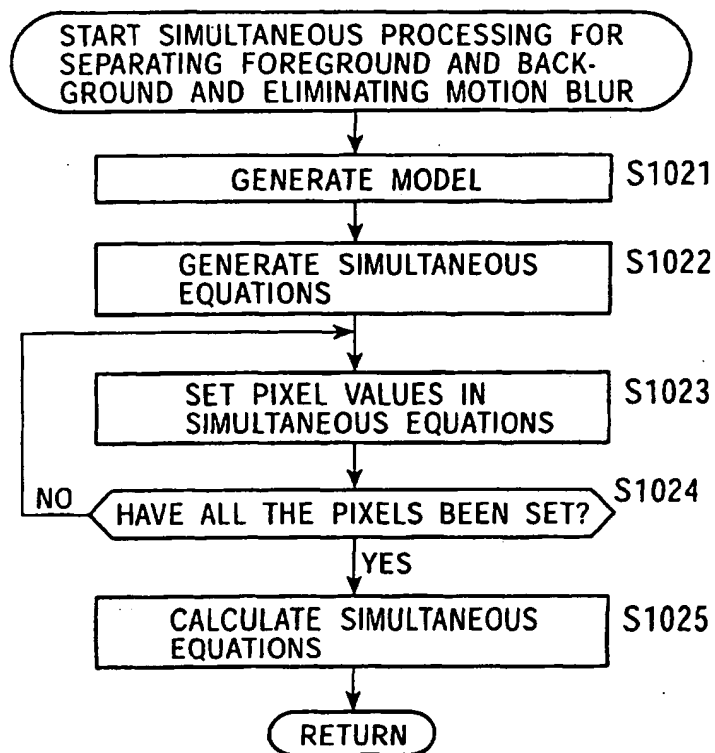 START SIMULTANEOUS PROCESSING FOR
SEPARATING FOREGROUND AND BACK-
GROUND AND ELIMINATING MOTION BLUR
GENERATE MODEL
S1021
GENERATE SIMULTANEOUS
EQUATIONS
S1022
SET PIXEL VALUES IN
SIMULTANEOUS EQUATIONS
S1023
NO
HAVE ALL THE PIXELS BEEN SET?
S1024
YES
CALCULATE SIMULTANEOUS
EQUATIONS
S1025
RETURN